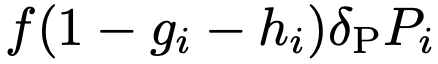 f(1 − g_i − h_i)δ_P P_i